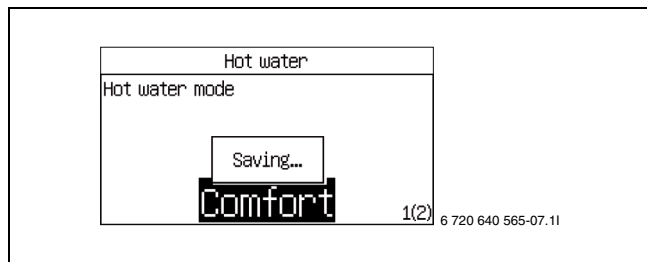 Hot water
Hot water mode
Saving...
Comfort
1(2)
6 720 640 565-07.1I